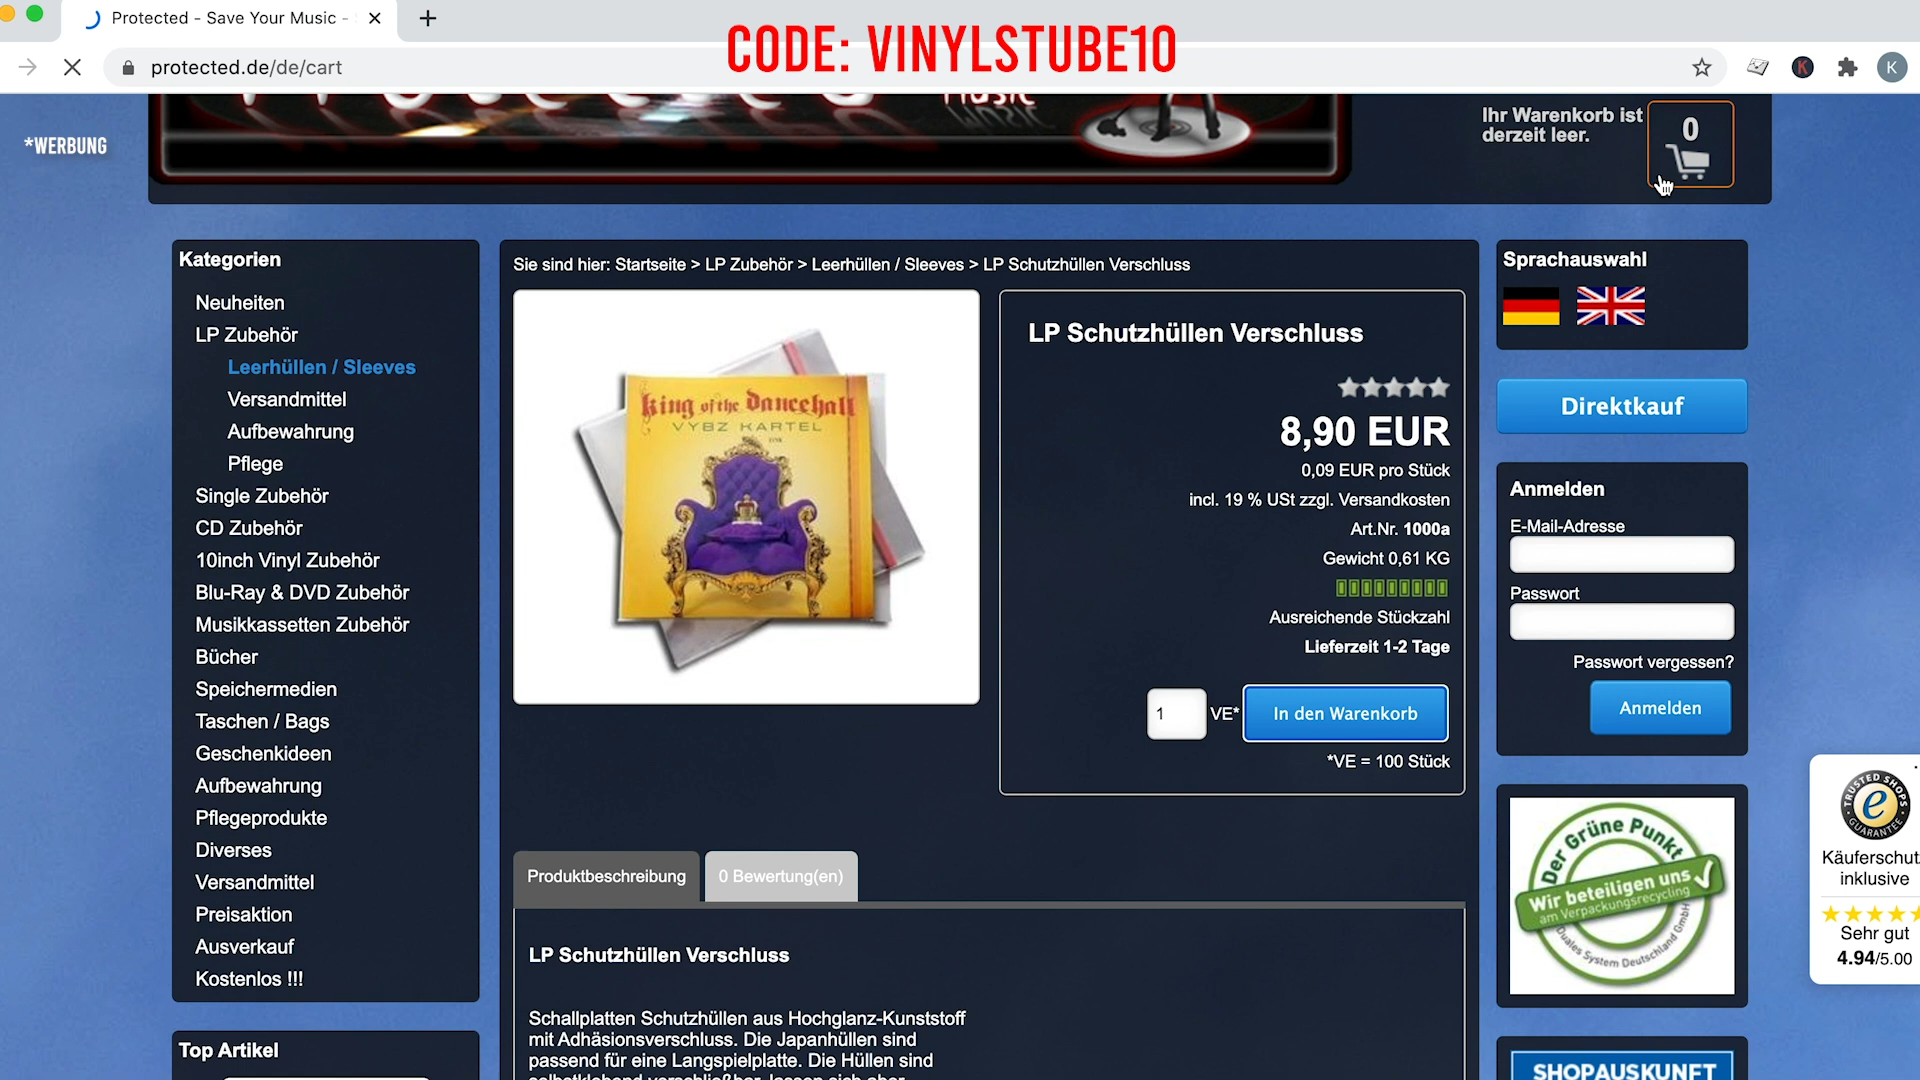 Protected - Save Your Music -
CODE: VINYLSTUBE10
protected.de/de/cart
K
K
*WERBUNG
MUSIC
Ihr Warenkorb ist
derzeit leer.
0
Kategorien
Neuheiten
LP Zubehör
Leerhüllen / Sleeves
Versandmittel
Aufbewahrung
Pflege
Single Zubehör
CD Zubehör
10inch Vinyl Zubehör
Blu-Ray & DVD Zubehör
Musikkassetten Zubehör
Bücher
Speichermedien
Taschen / Bags
Geschenkideen
Aufbewahrung
Pflegeprodukte
Diverses
Versandmittel
Preisaktion
Ausverkauf
Kostenlos !!!
Top Artikel
Sie sind hier: Startseite > LP Zubehör > Leerhüllen / Sleeves > LP Schutzhüllen Verschluss
King of the Dancehall
VYBZ KARTEL
LP Schutzhüllen Verschluss
8,90 EUR
0,09 EUR pro Stück
incl. 19 % USt zzgl. Versandkosten
Art.Nr. 1000a
Gewicht 0,61 KG
Ausreichende Stückzahl
Lieferzeit 1-2 Tage
1 VE* In den Warenkorb
*VE = 100 Stück
Produktbeschreibung
0 Bewertung(en)
LP Schutzhüllen Verschluss
Schallplatten Schutzhüllen aus Hochglanz-Kunststoff
mit Adhäsionsverschluss. Die Japanhüllen sind
passend für eine Langspielplatte. Die Hüllen sind
selbstklebend verschließbar, lassen sich aber
Sprachauswahl
Direktkauf
Anmelden
E-Mail-Adresse
Passwort
Passwort vergessen?
Anmelden
Der Grüne Punkt
Wir beteiligen uns
am Verpackungsrecycling
Duales System Deutschland GmbH
SHOPAUSKUNFT
TRUSTED SHOPS
e
GUARANTEE
Käuferschutz
inklusive
Sehr gut
4.94/5.00